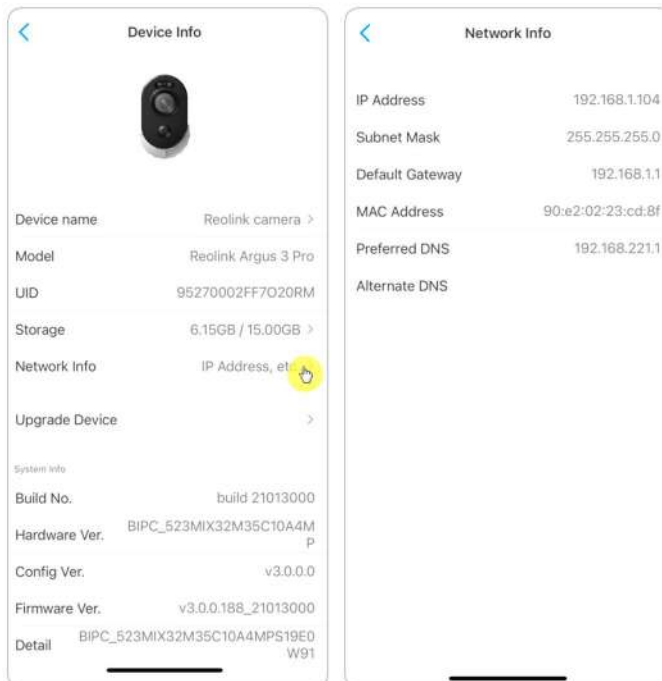 Device Info
Device name Reolink camera >
Model Reolink Argus 3 Pro
UID 95270002FF7O20RM
Storage 6.15GB / 15.00GB >
Network Info IP Address, etc
Upgrade Device >
System Info
Build No. build 21013000
Hardware Ver. BIPC_523MIX32M35C10A4M
P
Config Ver. v3.0.0.0
Firmware Ver. v3.0.0.188_21013000
Detail BIPC_523MIX32M35C10A4MPS19E0
W91
Network Info
IP Address 192.168.1.104
Subnet Mask 255.255.255.0
Default Gateway 192.168.1.1
MAC Address 90:e2:02:23:cd:8f
Preferred DNS 192.168.221.1
Alternate DNS